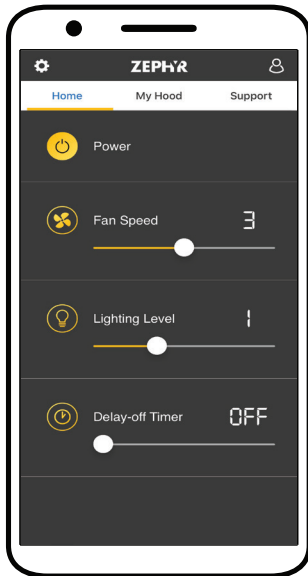 ZEPHYR
Home My Hood Support
Power
Fan Speed 3
Lighting Level 1
Delay-off Timer OFF